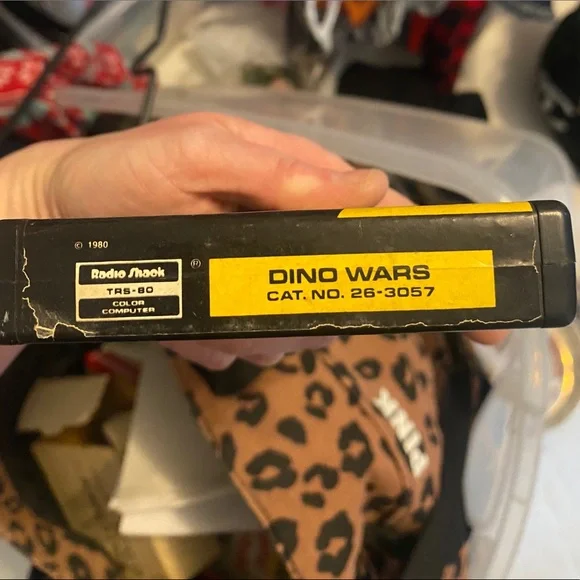 © 1980
Radio Shack ®
TRS-80
COLOR
COMPUTER
DINO WARS
CAT. NO. 26-3057
PINK